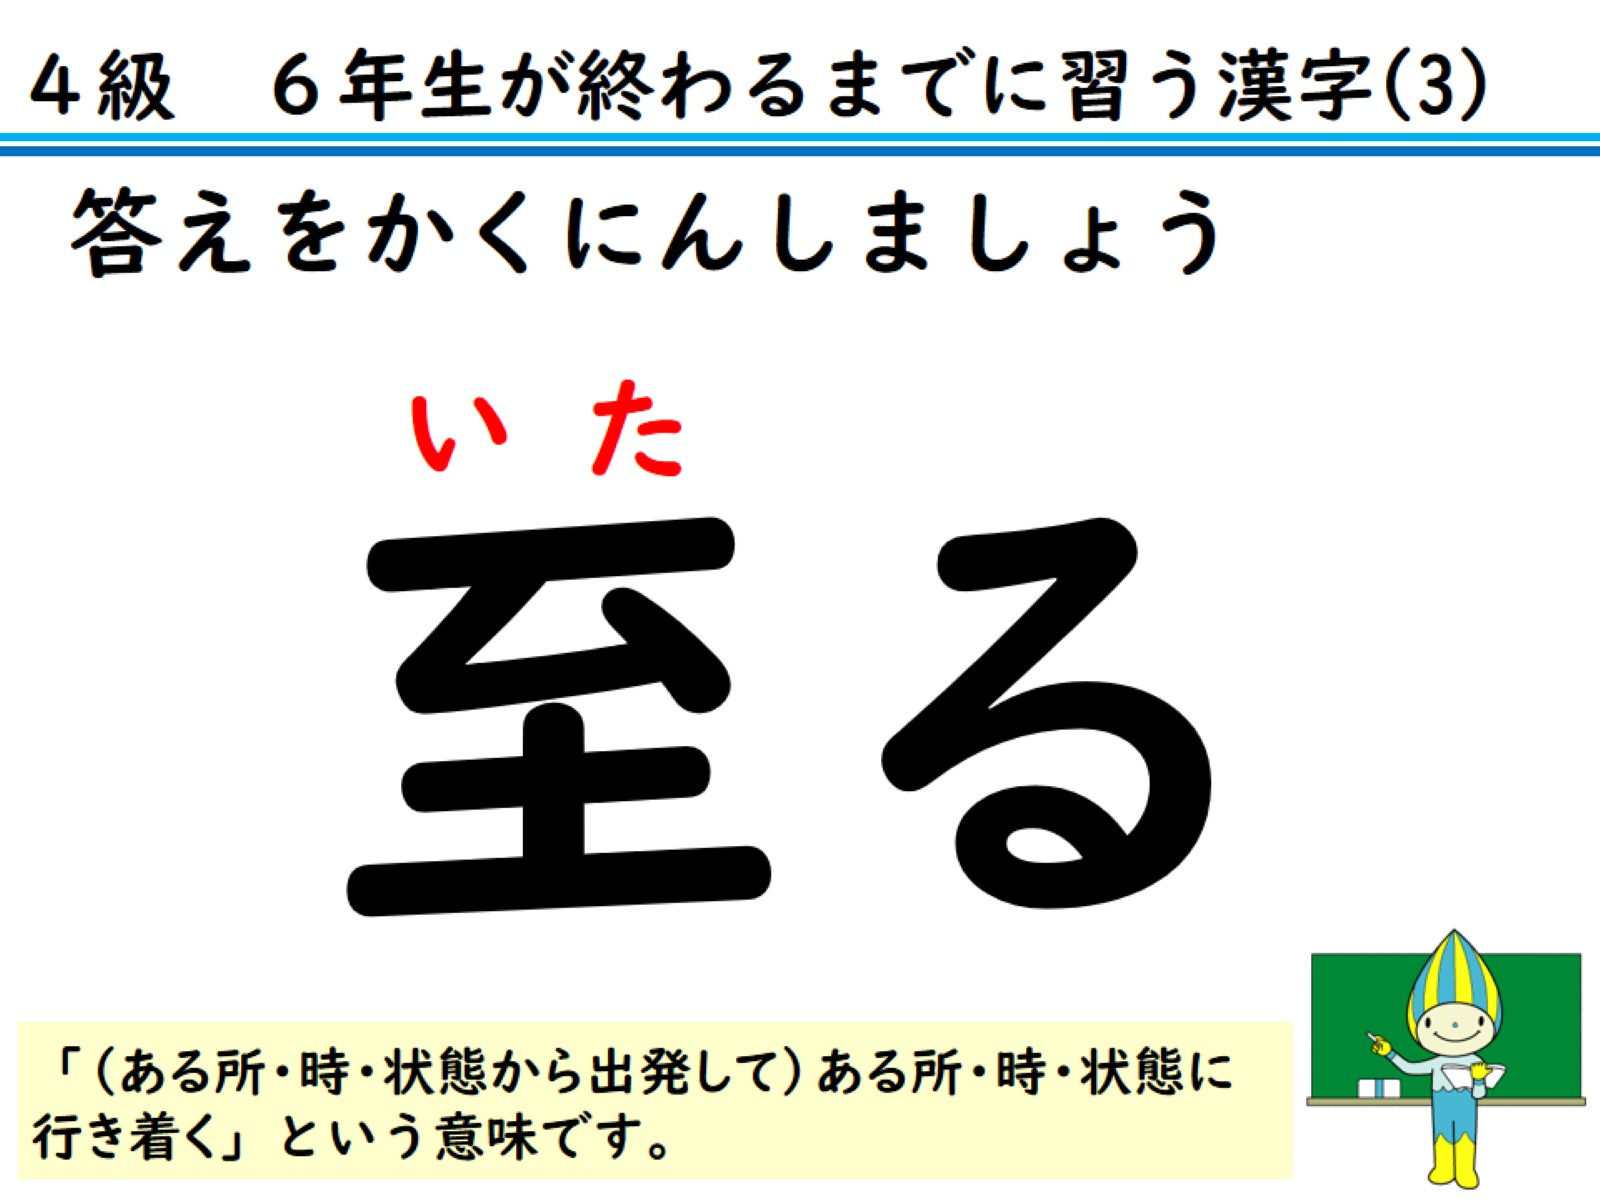 ４級　６年生が終わるまでに習う漢字(3)
答えをかくにんしましょう
いた
至る
「（ある所・時・状態から出発して）ある所・時・状態に
行き着く」という意味です。